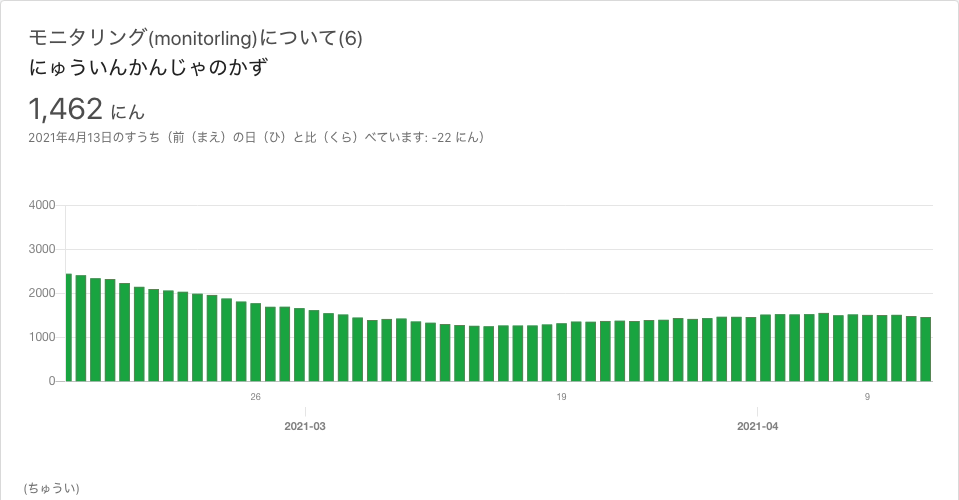 モニタリング(monitorling)について(6)
にゅういんかんじゃのかず
1,462 にん
2021年4月13日のすうち（前（まえ）の日（ひ）と比（くら）べています: -22 にん）
4000
3000
2000
1000
0
26 19 9
2021-03 2021-04
(ちゅうい)